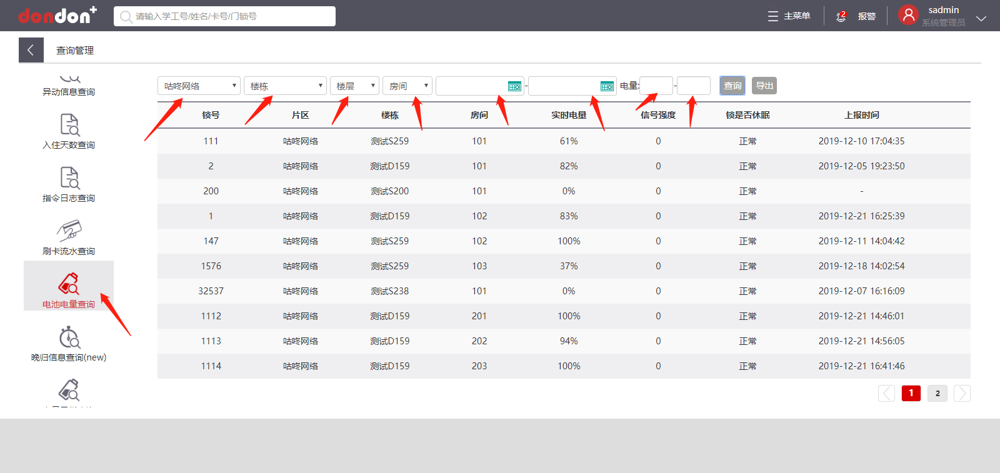 dondon+
请输入学工号/姓名/卡号/门锁号
主菜单
2
报警
sadmin
系统管理员
查询管理
异动信息查询
入住天数查询
指令日志查询
刷卡流水查询
电池电量查询
晚归信息查询(new)
咕咚网络 楼栋 楼层 房间 - 电量: - 查询 导出
锁号 片区 楼栋 房间 实时电量 信号强度 锁是否休眠 上报时间
111 咕咚网络 测试S259 101 61% 0 正常 2019-12-10 17:04:35
2 咕咚网络 测试D159 101 82% 0 正常 2019-12-05 19:23:50
200 咕咚网络 测试S200 101 0% 0 正常 -
1 咕咚网络 测试D159 102 83% 0 正常 2019-12-21 16:25:39
147 咕咚网络 测试S259 102 100% 0 正常 2019-12-11 14:04:42
1576 咕咚网络 测试S259 103 37% 0 正常 2019-12-18 14:02:54
32537 咕咚网络 测试S238 101 0% 0 正常 2019-12-07 16:16:09
1112 咕咚网络 测试D159 201 100% 0 正常 2019-12-21 14:46:01
1113 咕咚网络 测试D159 202 94% 0 正常 2019-12-21 14:56:05
1114 咕咚网络 测试D159 203 100% 0 正常 2019-12-21 16:41:46
1 2